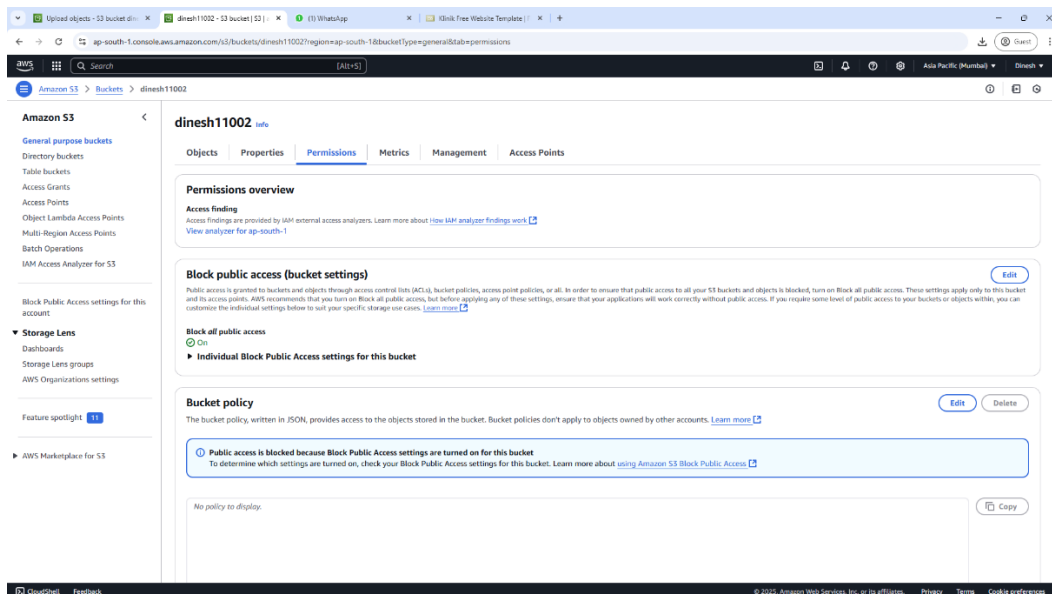 Upload objects - S3 bucket din
dinesh11002 - S3 bucket | S3 |
(1) WhatsApp
Klinik Free Website Template |
ap-south-1.console.aws.amazon.com/s3/buckets/dinesh11002?region=ap-south-1&bucketType=general&tab=permissions
Guest
aws
Search
[Alt+S]
Asia Pacific (Mumbai)
Dinesh
Amazon S3 > Buckets > dinesh11002
Amazon S3
General purpose buckets
Directory buckets
Table buckets
Access Grants
Access Points
Object Lambda Access Points
Multi-Region Access Points
Batch Operations
IAM Access Analyzer for S3
Block Public Access settings for this
account
Storage Lens
Dashboards
Storage Lens groups
AWS Organizations settings
Feature spotlight 11
AWS Marketplace for S3
dinesh11002 Info
Objects Properties Permissions Metrics Management Access Points
Permissions overview
Access finding
Access findings are provided by IAM external access analyzers. Learn more about How IAM analyzer findings work
View analyzer for ap-south-1
Block public access (bucket settings)
Edit
Public access is granted to buckets and objects through access control lists (ACLs), bucket policies, access point policies, or all. In order to ensure that public access to all your S3 buckets and objects is blocked, turn on Block all public access. These settings apply only to this bucket
and its access points. AWS recommends that you turn on Block all public access, but before applying any of these settings, ensure that your applications will work correctly without public access. If you require some level of public access to your buckets or objects within, you can
customize the individual settings below to suit your specific storage use cases. Learn more
Block all public access
On
Individual Block Public Access settings for this bucket
Bucket policy
Edit
Delete
The bucket policy, written in JSON, provides access to the objects stored in the bucket. Bucket policies don't apply to objects owned by other accounts. Learn more
Public access is blocked because Block Public Access settings are turned on for this bucket
To determine which settings are turned on, check your Block Public Access settings for this bucket. Learn more about using Amazon S3 Block Public Access
No policy to display.
Copy
CloudShell Feedback
© 2025, Amazon Web Services, Inc. or its affiliates. Privacy Terms Cookie preferences